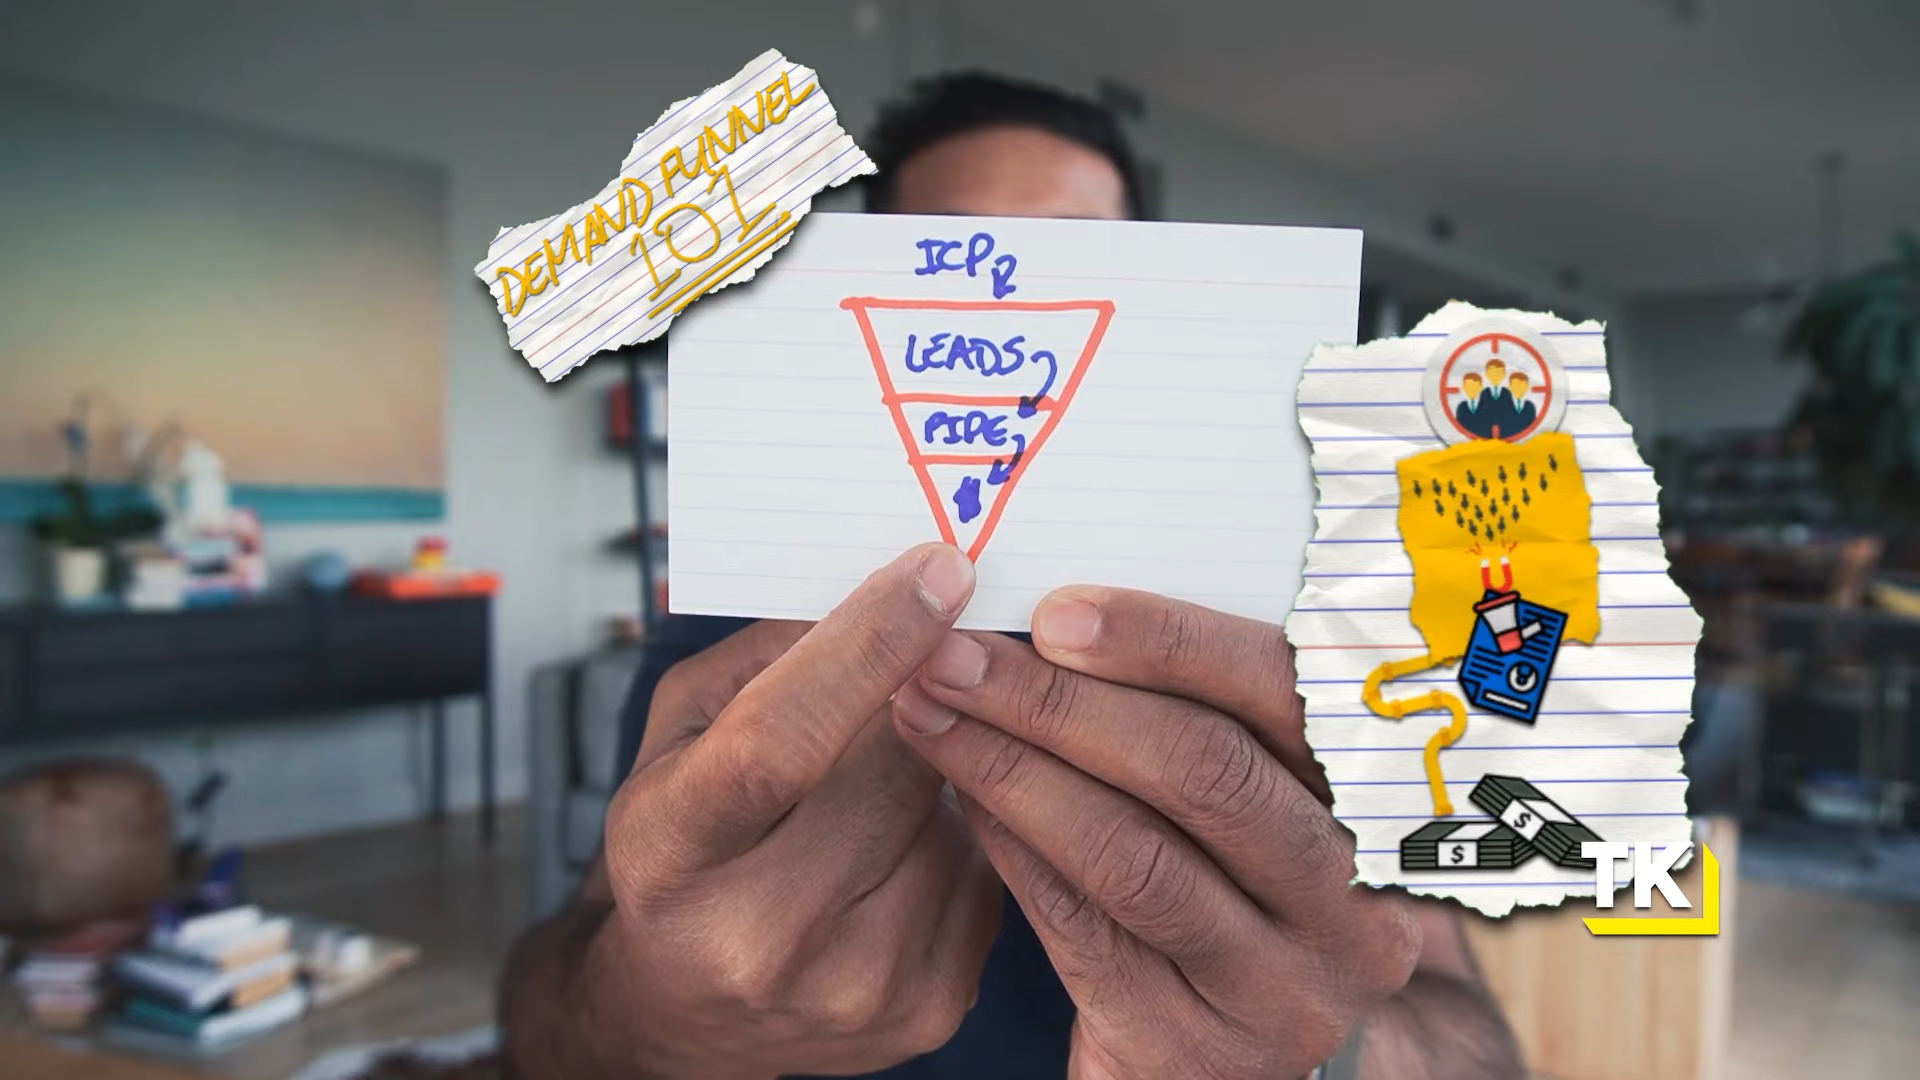 DEMAND FUNNEL
101
ICP
LEADS
PIPE
$
$
$
TK